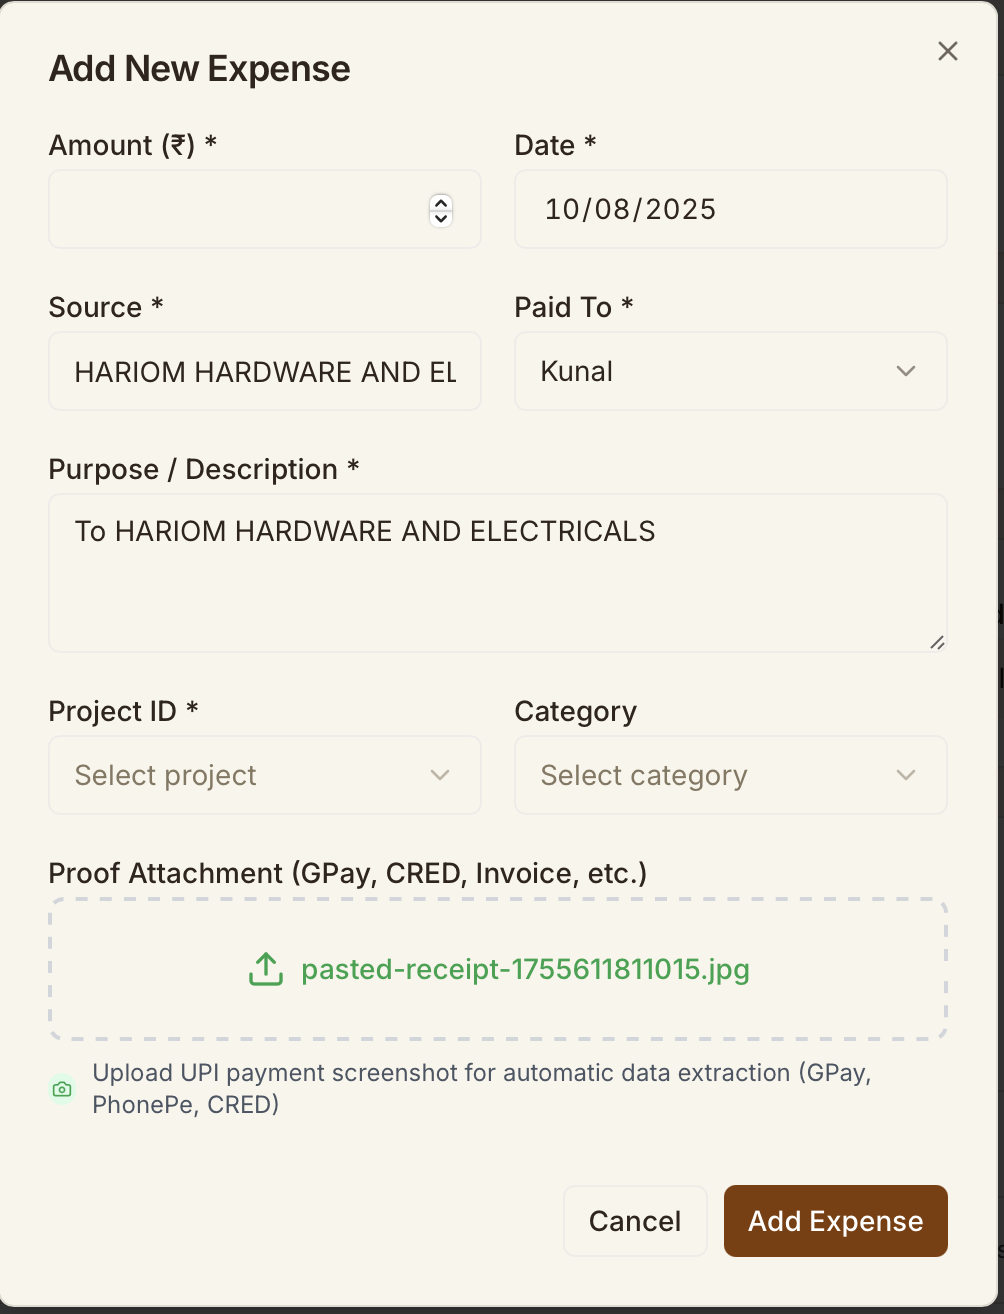 Add New Expense
Amount (₹) *
Date *
10/08/2025
Source *
Paid To *
HARIOM HARDWARE AND EL
Kunal
Purpose / Description *
To HARIOM HARDWARE AND ELECTRICALS
Project ID *
Category
Select project
Select category
Proof Attachment (GPay, CRED, Invoice, etc.)
pasted-receipt-1755611811015.jpg
Upload UPI payment screenshot for automatic data extraction (GPay,
PhonePe, CRED)
Cancel
Add Expense